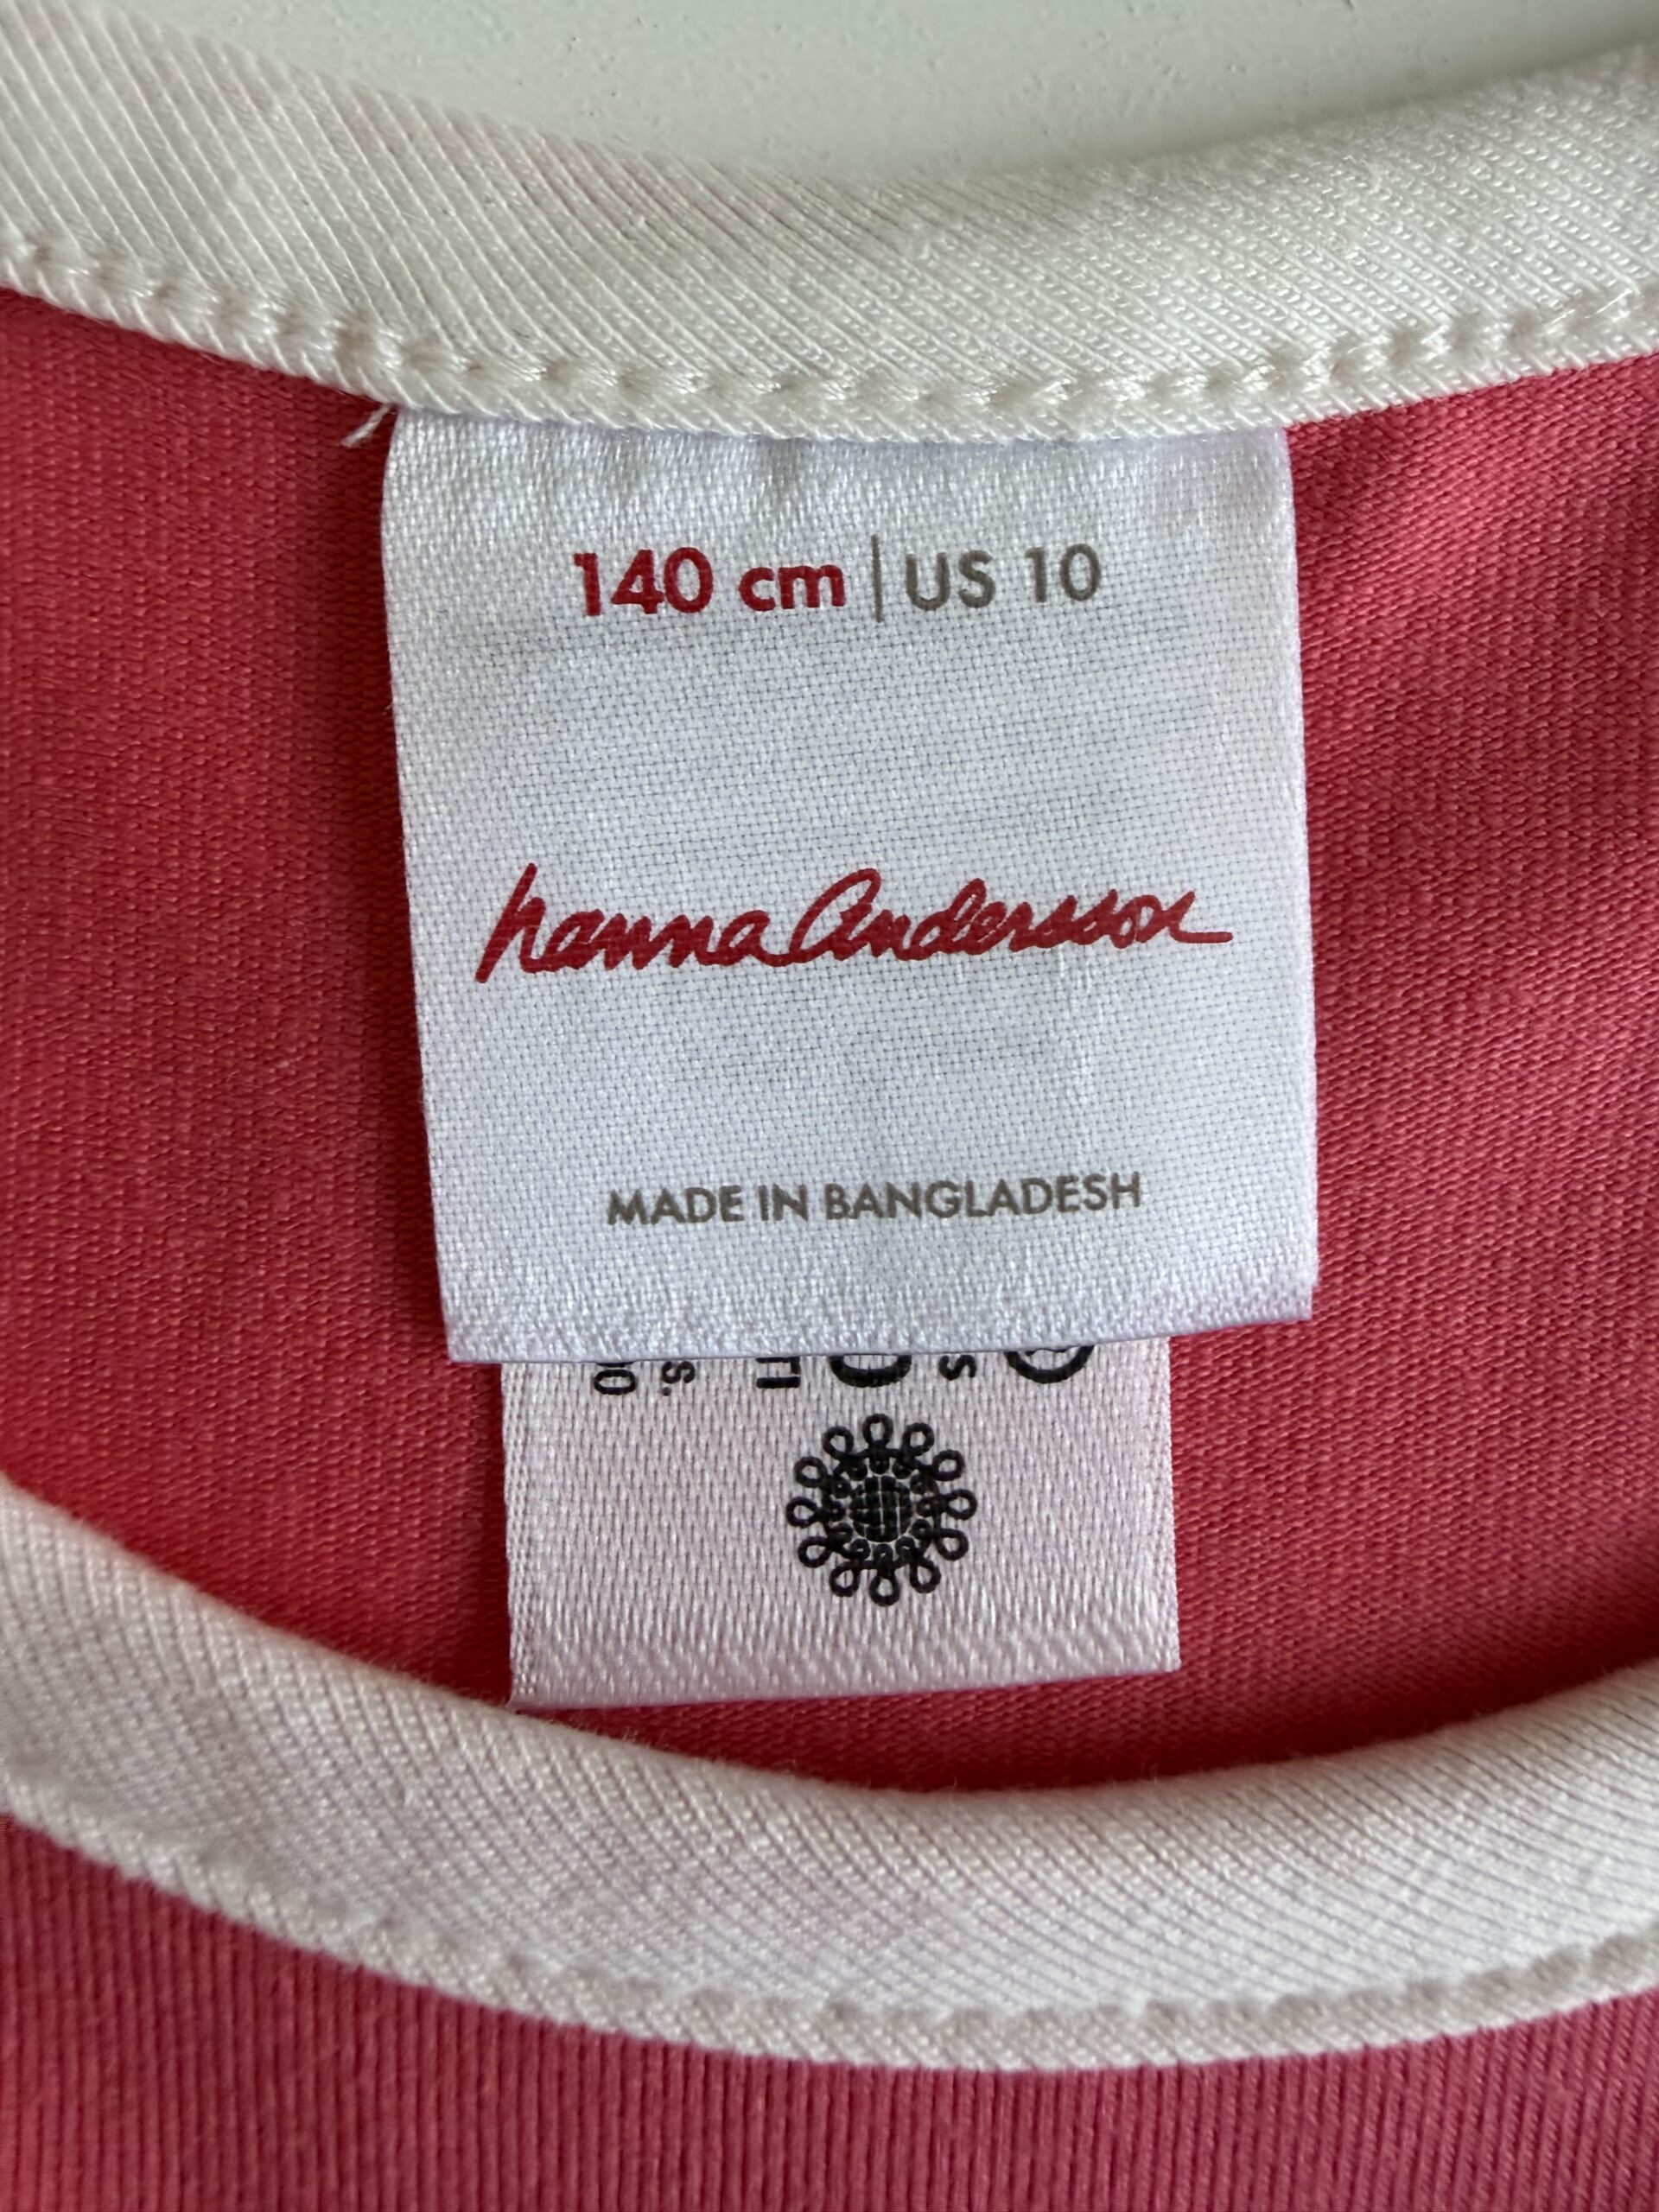 140 cm | US 10
hanna Andersson
MADE IN BANGLADESH